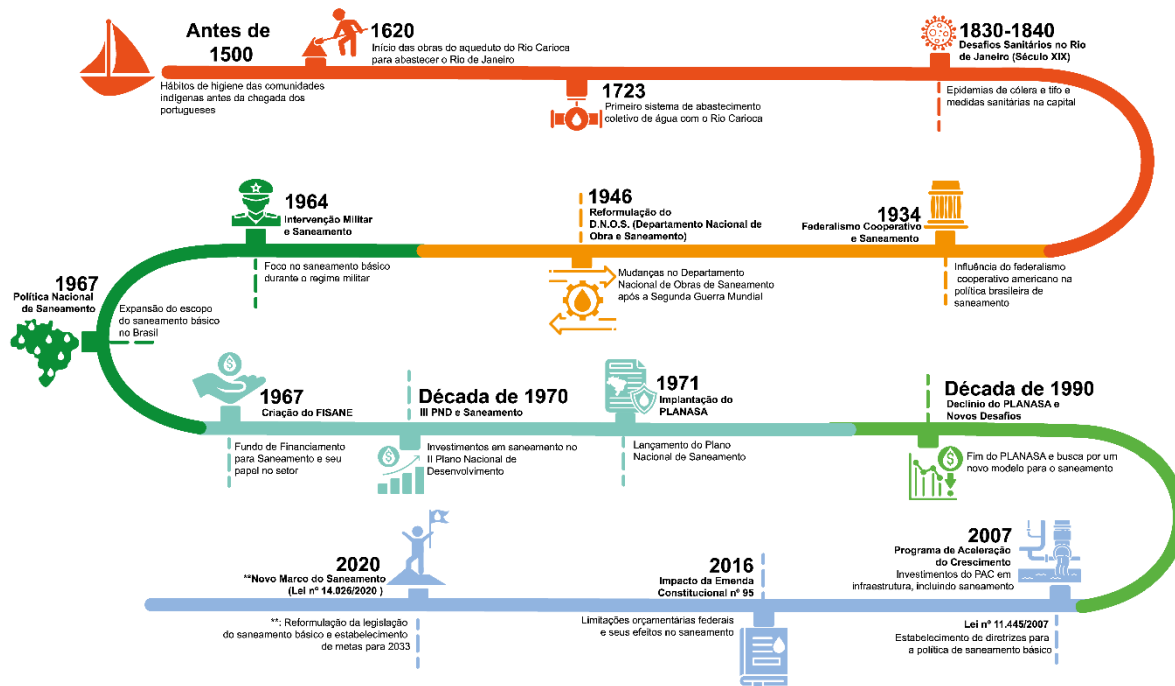 Antes de
1500
Hábitos de higiene das comunidades
indígenas antes da chegada dos
portugueses
1620
Início das obras do aqueduto do Rio Carioca
para abastecer o Rio de Janeiro
1723
Primeiro sistema de abastecimento
coletivo de água com o Rio Carioca
1830-1840
Desafios Sanitários no Rio
de Janeiro (Século XIX)
Epidemias de cólera e tifo e
medidas sanitárias na capital
1934
Federalismo Cooperativo
e Saneamento
Influência do federalismo
cooperativo americano na
política brasileira de
saneamento
1946
Reformulação do
D.N.O.S. (Departamento Nacional de
Obra e Saneamento)
Mudanças no Departamento
Nacional de Obras de Saneamento
após a Segunda Guerra Mundial
1964
Intervenção Militar
e Saneamento
Foco no saneamento básico
durante o regime militar
1967
Política Nacional
de Saneamento
Expansão do escopo
do saneamento básico
no Brasil
1967
Criação do FISANE
Fundo de Financiamento
para Saneamento e seu
papel no setor
Década de 1970
III PND e Saneamento
Investimentos em saneamento no
II Plano Nacional de
Desenvolvimento
1971
Implantação do
PLANASA
Lançamento do Plano
Nacional de Saneamento
Década de 1990
Declínio do PLANASA e
Novos Desafios
Fim do PLANASA e busca por um
novo modelo para o saneamento
2007
Programa de Aceleração
do Crescimento
Investimentos do PAC em
infraestrutura, incluindo saneamento
Lei nº 11.445/2007
Estabelecimento de diretrizes para
a política de saneamento básico
2016
Impacto da Emenda
Constitucional nº 95
Limitações orçamentárias federais
e seus efeitos no saneamento
2020
**Novo Marco do Saneamento
(Lei nº 14.026/2020 )
**: Reformulação da legislação
do saneamento básico e estabelecimento
de metas para 2033